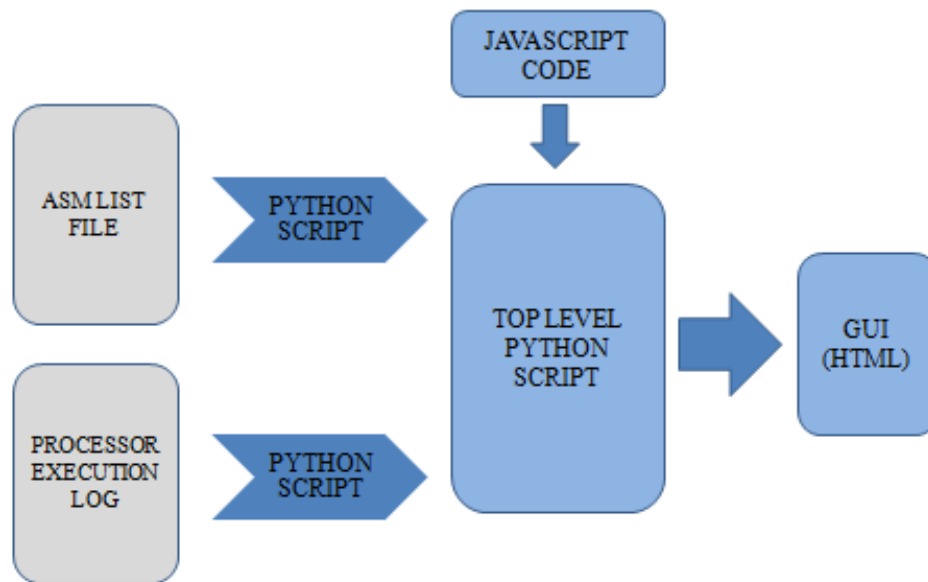 JAVASCRIPT
CODE
ASM LIST
FILE
PYTHON
SCRIPT
TOP LEVEL
PYTHON
SCRIPT
GUI
(HTML)
PROCESSOR
EXECUTION
LOG
PYTHON
SCRIPT